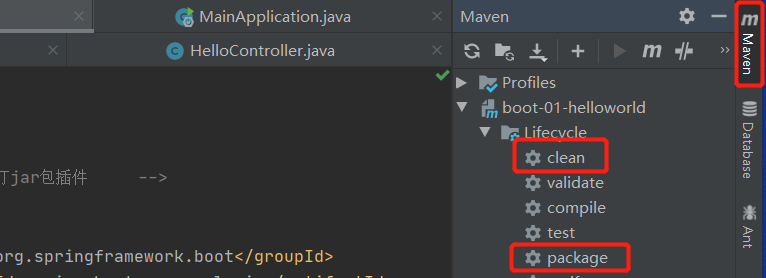 MainApplication.java
HelloController.java
打jar包插件 -->
org.springframework.boot</groupId>
Maven
Profiles
boot-01-helloworld
Lifecycle
clean
validate
compile
test
package
Maven
Database
Ant